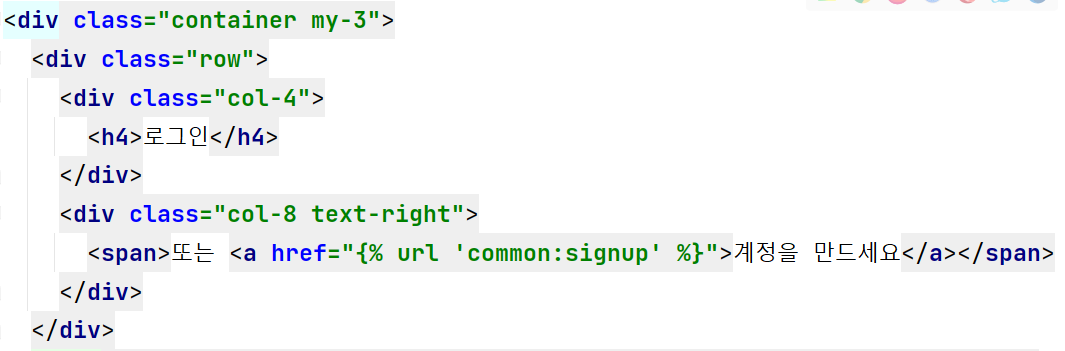 <div class="container my-3">
<div class="row">
<div class="col-4">
<h4>로그인</h4>
</div>
<div class="col-8 text-right">
<span>또는 <a href="{% url 'common:signup' %}">계정을 만드세요</a></span>
</div>
</div>